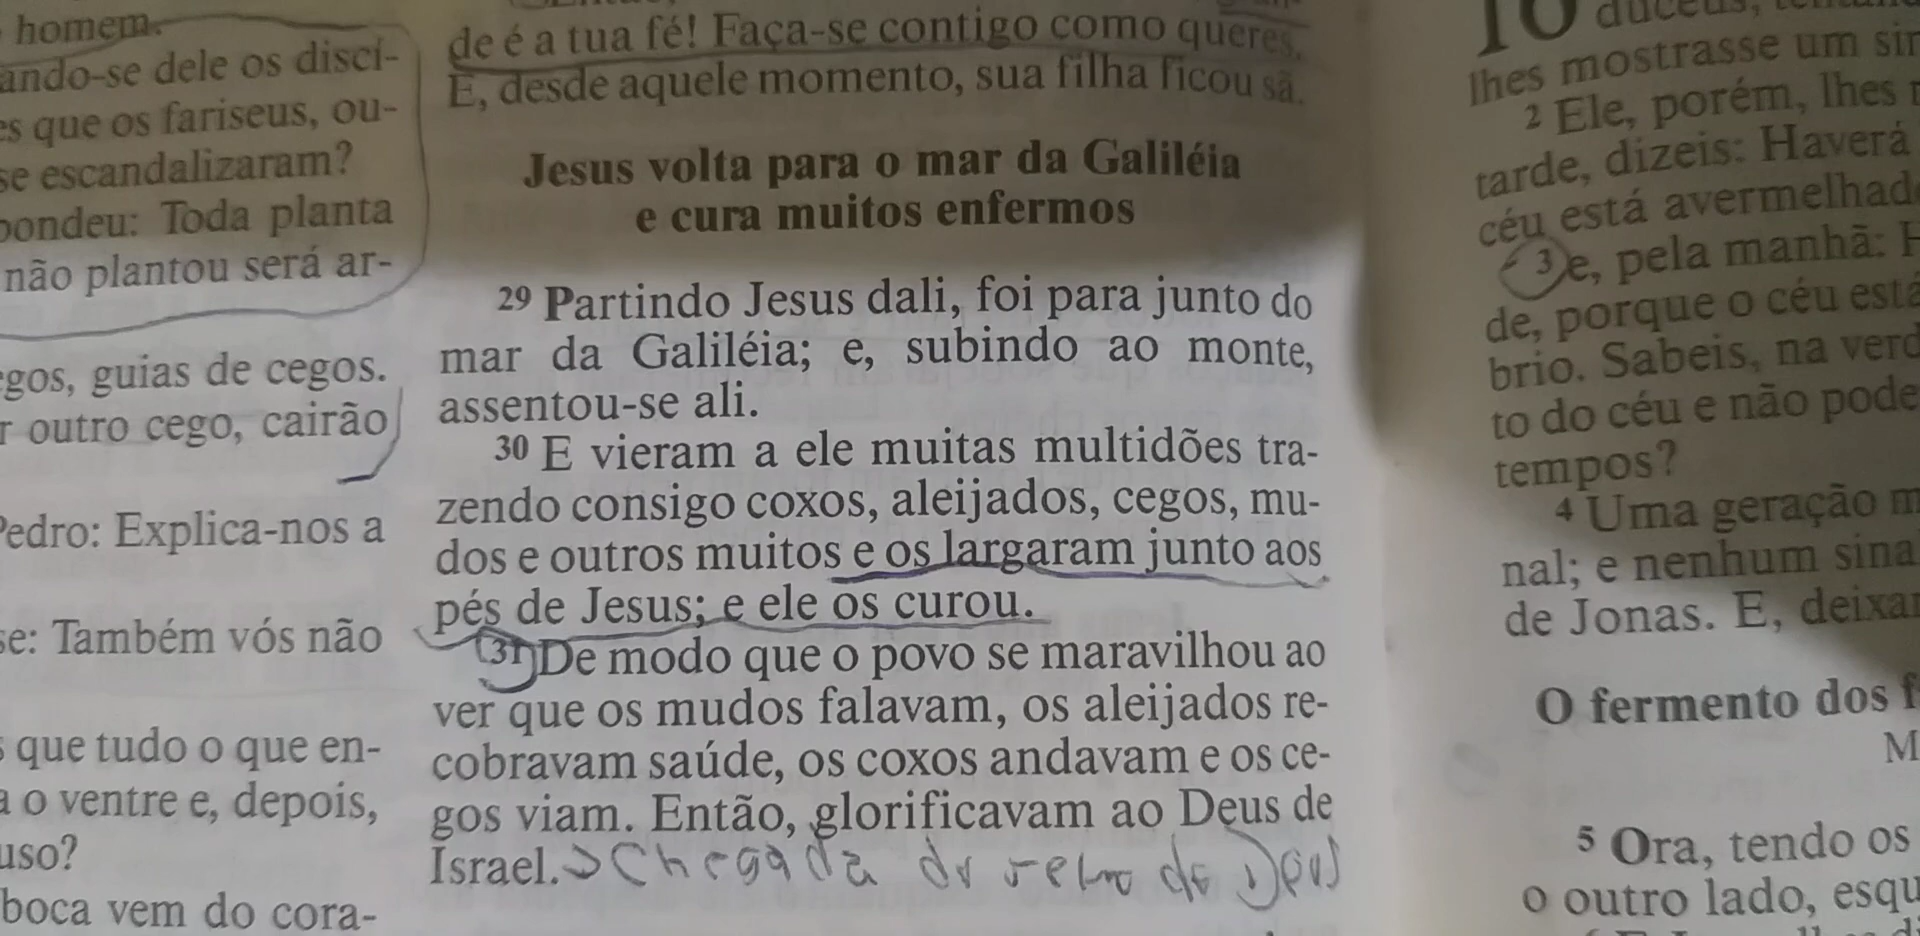 homem.
ando-se dele os discí-
es que os fariseus, ou-
se escandalizaram?
pondeu: Toda planta
não plantou será ar-
egos, guias de cegos.
r outro cego, cairão
Pedro: Explica-nos a
se: Também vós não
s que tudo o que en-
a o ventre e, depois,
uso?
boca vem do cora-
de é a tua fé! Faça-se contigo como queres.
E, desde aquele momento, sua filha ficou sã.
Jesus volta para o mar da Galiléia
e cura muitos enfermos
29 Partindo Jesus dali, foi para junto do
mar da Galiléia; e, subindo ao monte,
assentou-se ali.
30 E vieram a ele muitas multidões tra-
zendo consigo coxos, aleijados, cegos, mu-
dos e outros muitos e os largaram junto aos
pés de Jesus; e ele os curou.
31 De modo que o povo se maravilhou ao
ver que os mudos falavam, os aleijados re-
cobravam saúde, os coxos andavam e os ce-
gos viam. Então, glorificavam ao Deus de
Israel. → Chegada do reino de Deus
16 duceus,
lhes mostrasse um sin
2 Ele, porém, lhes r
tarde, dizeis: Haverá
céu está avermelhado
3 e, pela manhã: H
de, porque o céu está
brio. Sabeis, na verd
to do céu e não pode
tempos?
4 Uma geração m
nal; e nenhum sina
de Jonas. E, deixan
O fermento dos f
M
5 Ora, tendo os
o outro lado, esqu